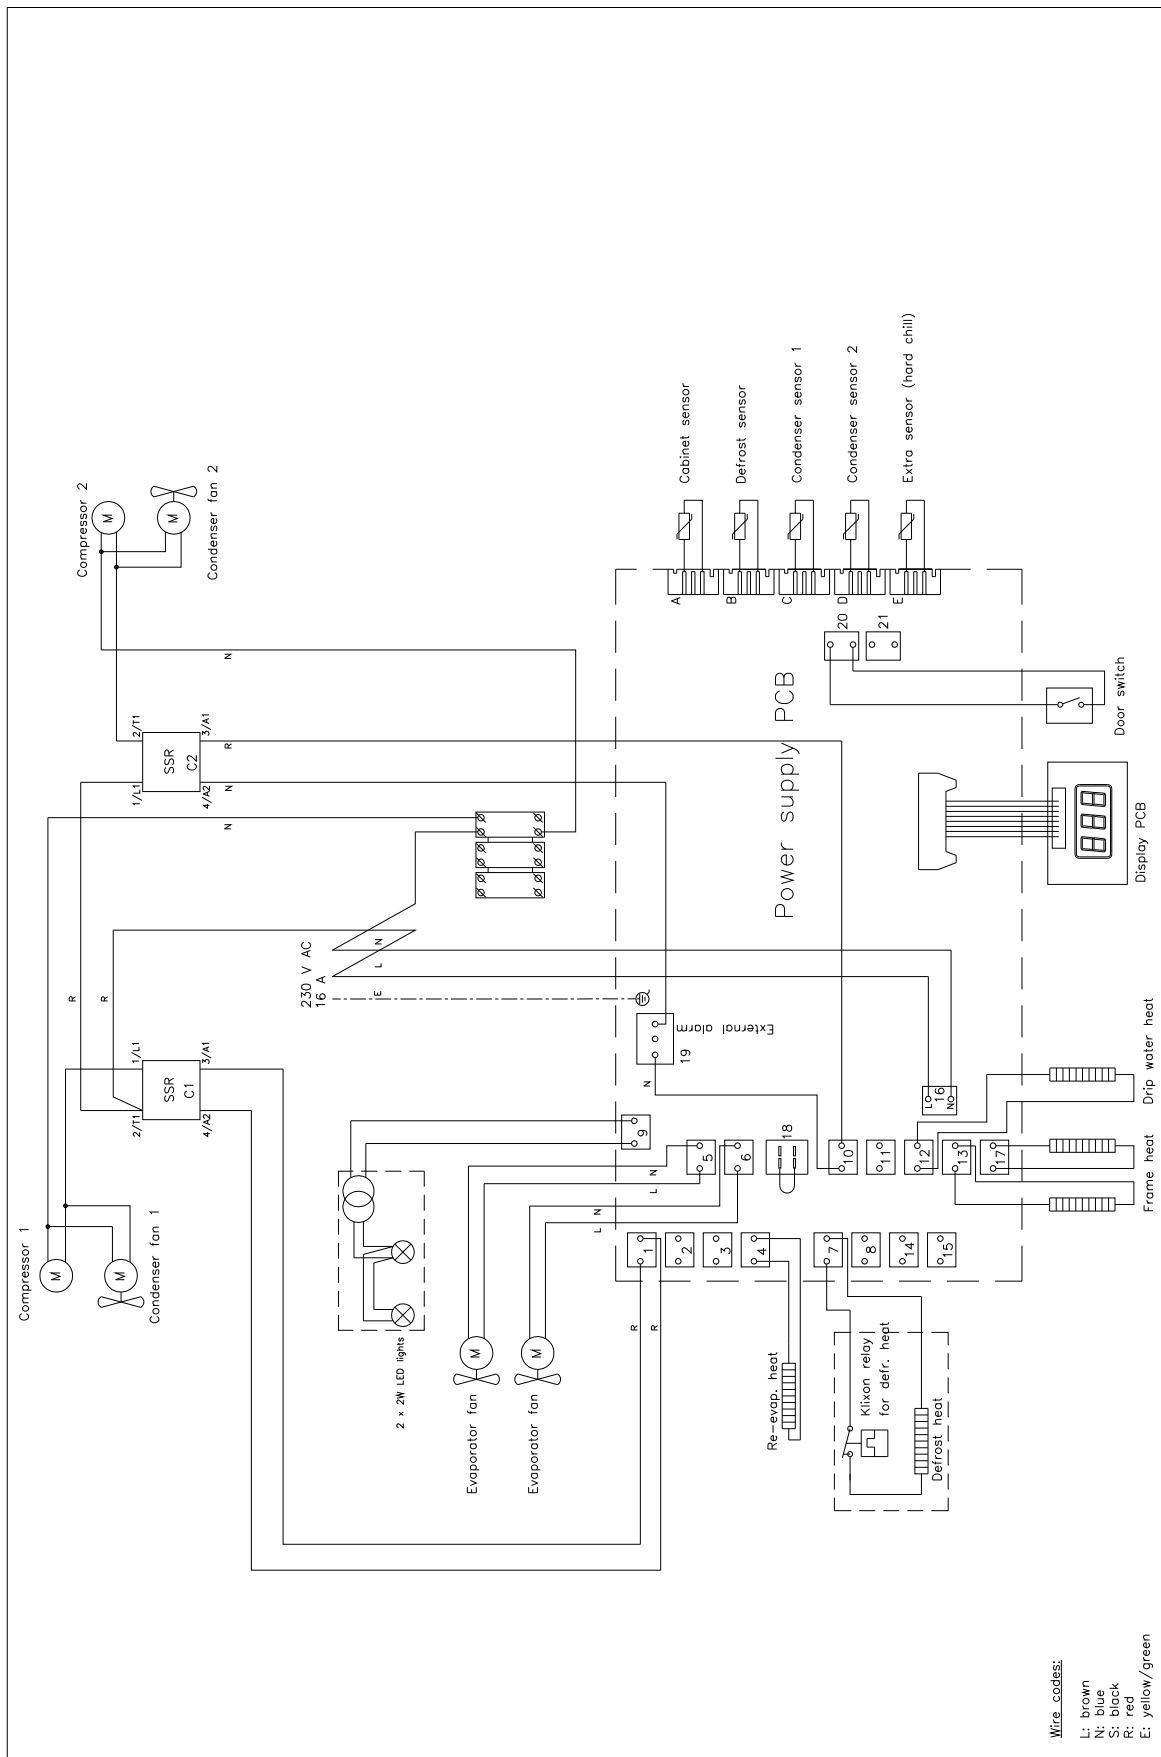 Compressor 1
M
M
Condenser fan 1
R
R
1/L1
3/A1
SSR
C1
2/T1
4/A2
Compressor 2
M
M
Condenser fan 2
N
2/T1
3/A1
SSR
C2
1/L1
4/A2
R
N
N
230 V AC
16 A
N
L
E
2 x 2W LED lights
M
Evaporator fan
M
Evaporator fan
N
L
N
L
R
R
Re-evap. heat
Klixon relay
for defr. heat
Defrost heat
Power supply PCB
External alarm
19
N
9
5
6
18
10
11
12
13
17
16
L
N
1
2
3
4
7
8
14
15
20
21
A
B
C
D
E
Cabinet sensor
Defrost sensor
Condenser sensor 1
Condenser sensor 2
Extra sensor (hard chill)
Door switch
888
Display PCB
Drip water heat
Frame heat
Wire codes:
L: brown
N: blue
S: black
R: red
E: yellow/green